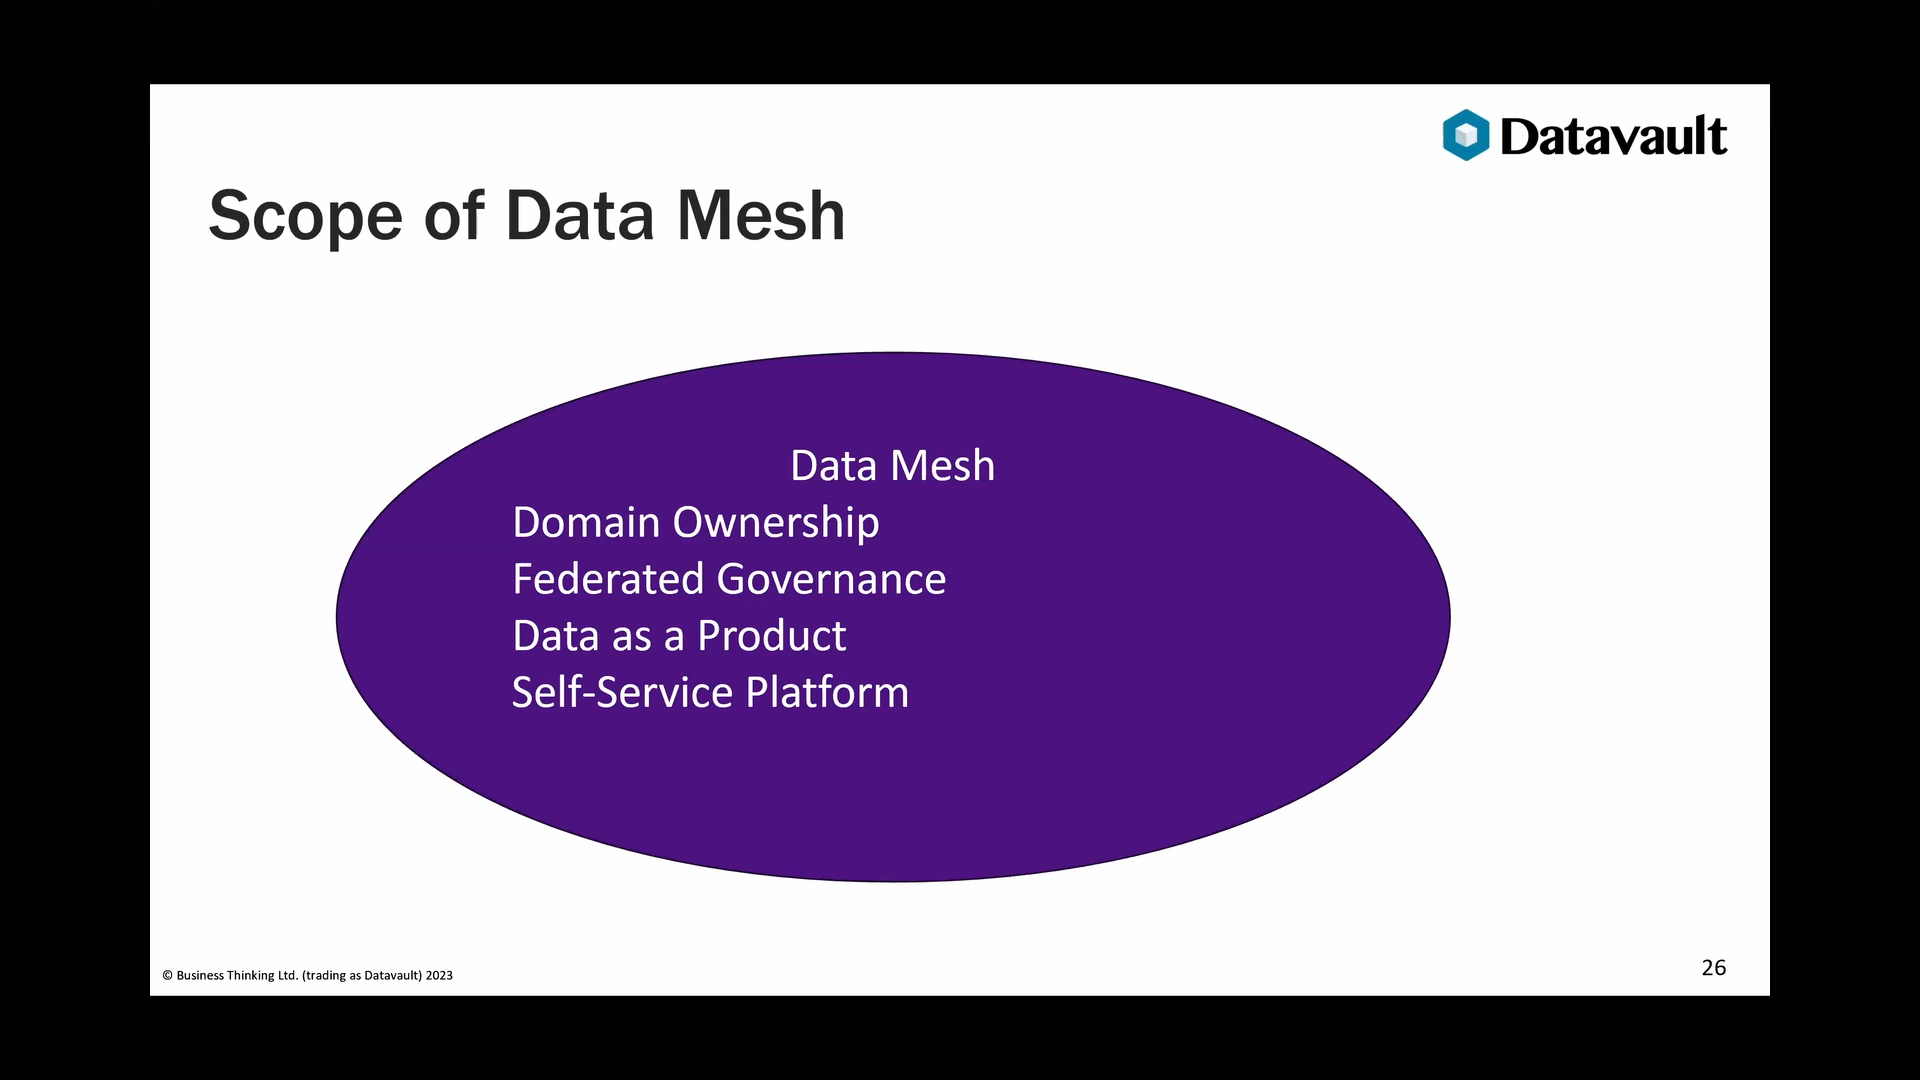 Datavault
Scope of Data Mesh
Data Mesh
Domain Ownership
Federated Governance
Data as a Product
Self-Service Platform
© Business Thinking Ltd. (trading as Datavault) 2023
26